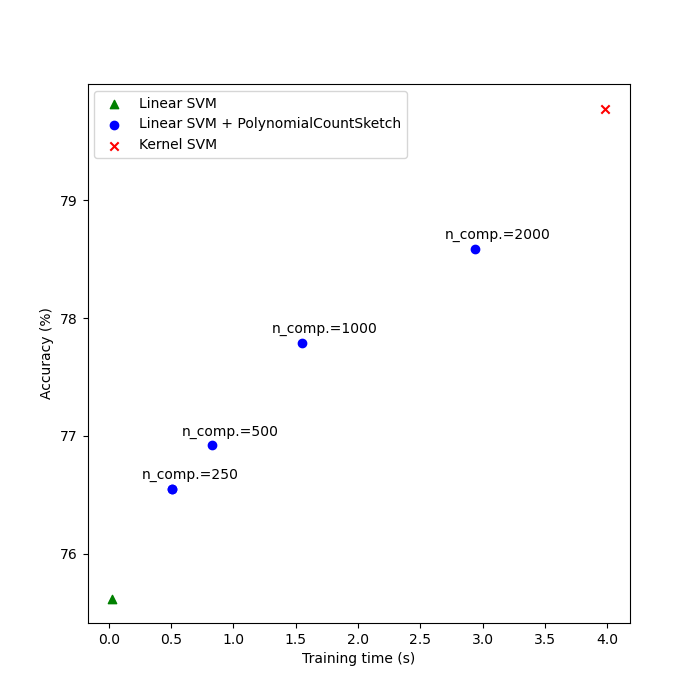 Linear SVM
Linear SVM + PolynomialCountSketch
Kernel SVM
n_comp.=2000
n_comp.=1000
n_comp.=500
n_comp.=250
Accuracy (%)
79
78
77
76
0.0 0.5 1.0 1.5 2.0 2.5 3.0 3.5 4.0
Training time (s)